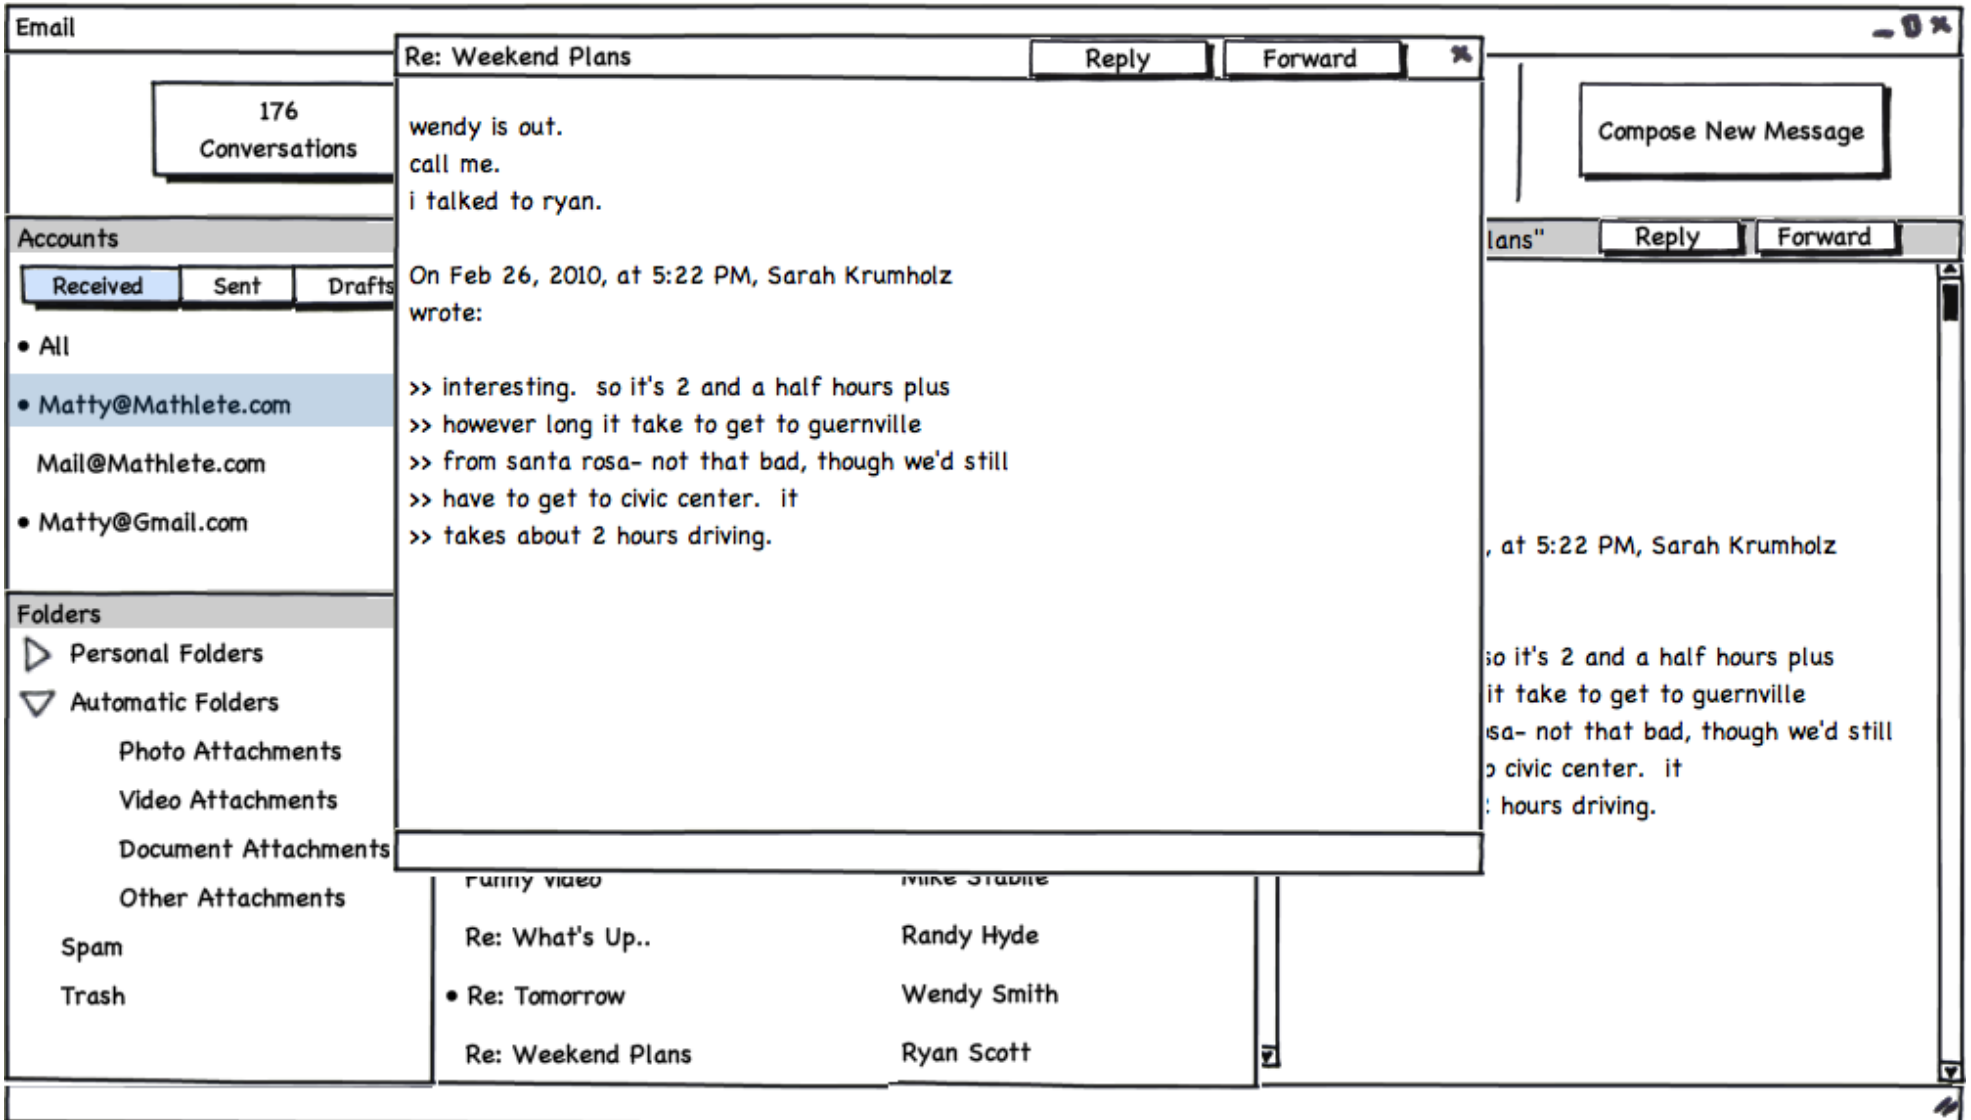 Email
Re: Weekend Plans
Reply
Forward
176
Conversations
Compose New Message
wendy is out.
call me.
i talked to ryan.
On Feb 26, 2010, at 5:22 PM, Sarah Krumholz
wrote:
>> interesting. so it's 2 and a half hours plus
>> however long it take to get to guernville
>> from santa rosa- not that bad, though we'd still
>> have to get to civic center. it
>> takes about 2 hours driving.
Accounts
Received
Sent
Drafts
• All
• Matty@Mathlete.com
Mail@Mathlete.com
• Matty@Gmail.com
Folders
Personal Folders
Automatic Folders
Photo Attachments
Video Attachments
Document Attachments
Other Attachments
Spam
Trash
Funny Video
Mike Stabile
Re: What's Up..
Randy Hyde
• Re: Tomorrow
Wendy Smith
Re: Weekend Plans
Ryan Scott
lans"
Reply
Forward
, at 5:22 PM, Sarah Krumholz
so it's 2 and a half hours plus
it take to get to guernville
sa- not that bad, though we'd still
civic center. it
hours driving.